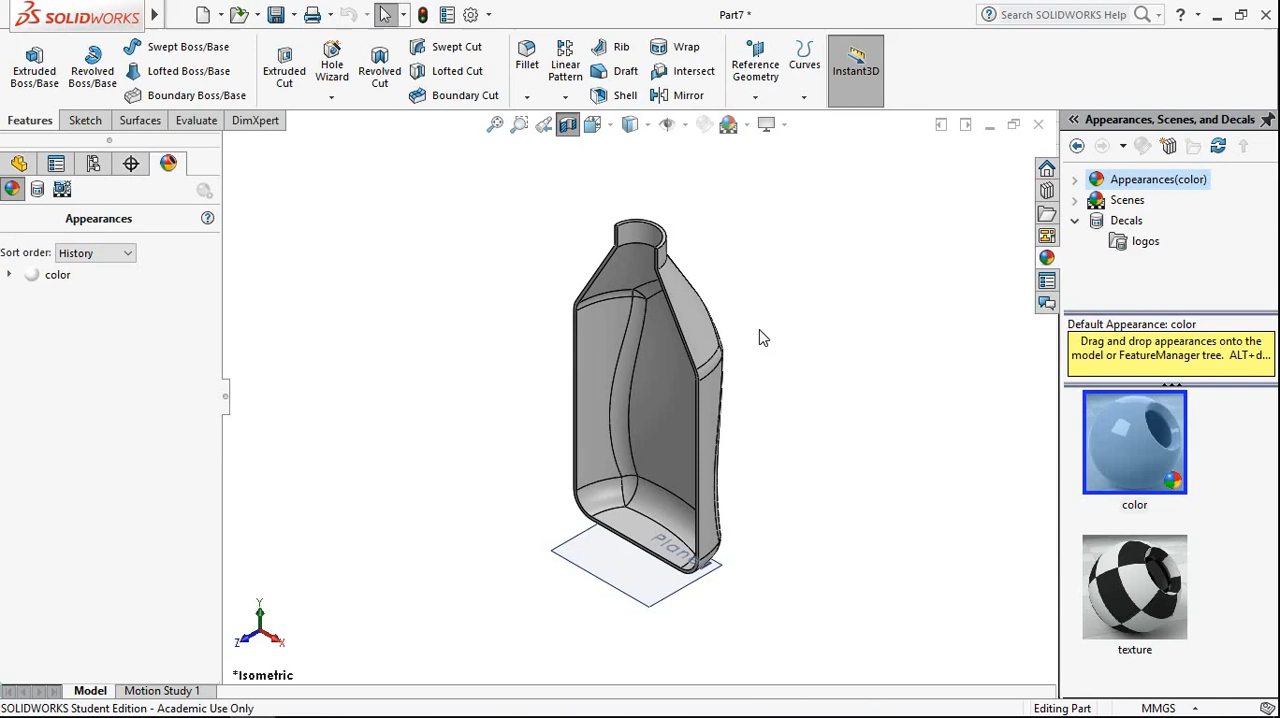 SOLIDWORKS
Part7 *
Search SOLIDWORKS Help
Extruded Boss/Base
Revolved Boss/Base
Swept Boss/Base
Lofted Boss/Base
Boundary Boss/Base
Extruded Cut
Hole Wizard
Revolved Cut
Swept Cut
Lofted Cut
Boundary Cut
Fillet
Linear Pattern
Rib
Draft
Shell
Wrap
Intersect
Mirror
Reference Geometry
Curves
Instant3D
Features
Sketch
Surfaces
Evaluate
DimXpert
Appearances
Sort order:
History
color
Y
Z
X
*Isometric
Appearances, Scenes, and Decals
Appearances(color)
Scenes
Decals
logos
Default Appearance: color
Drag and drop appearances onto the
model or FeatureManager tree. ALT+d...
color
texture
Model
Motion Study 1
SOLIDWORKS Student Edition - Academic Use Only
Editing Part
MMGS